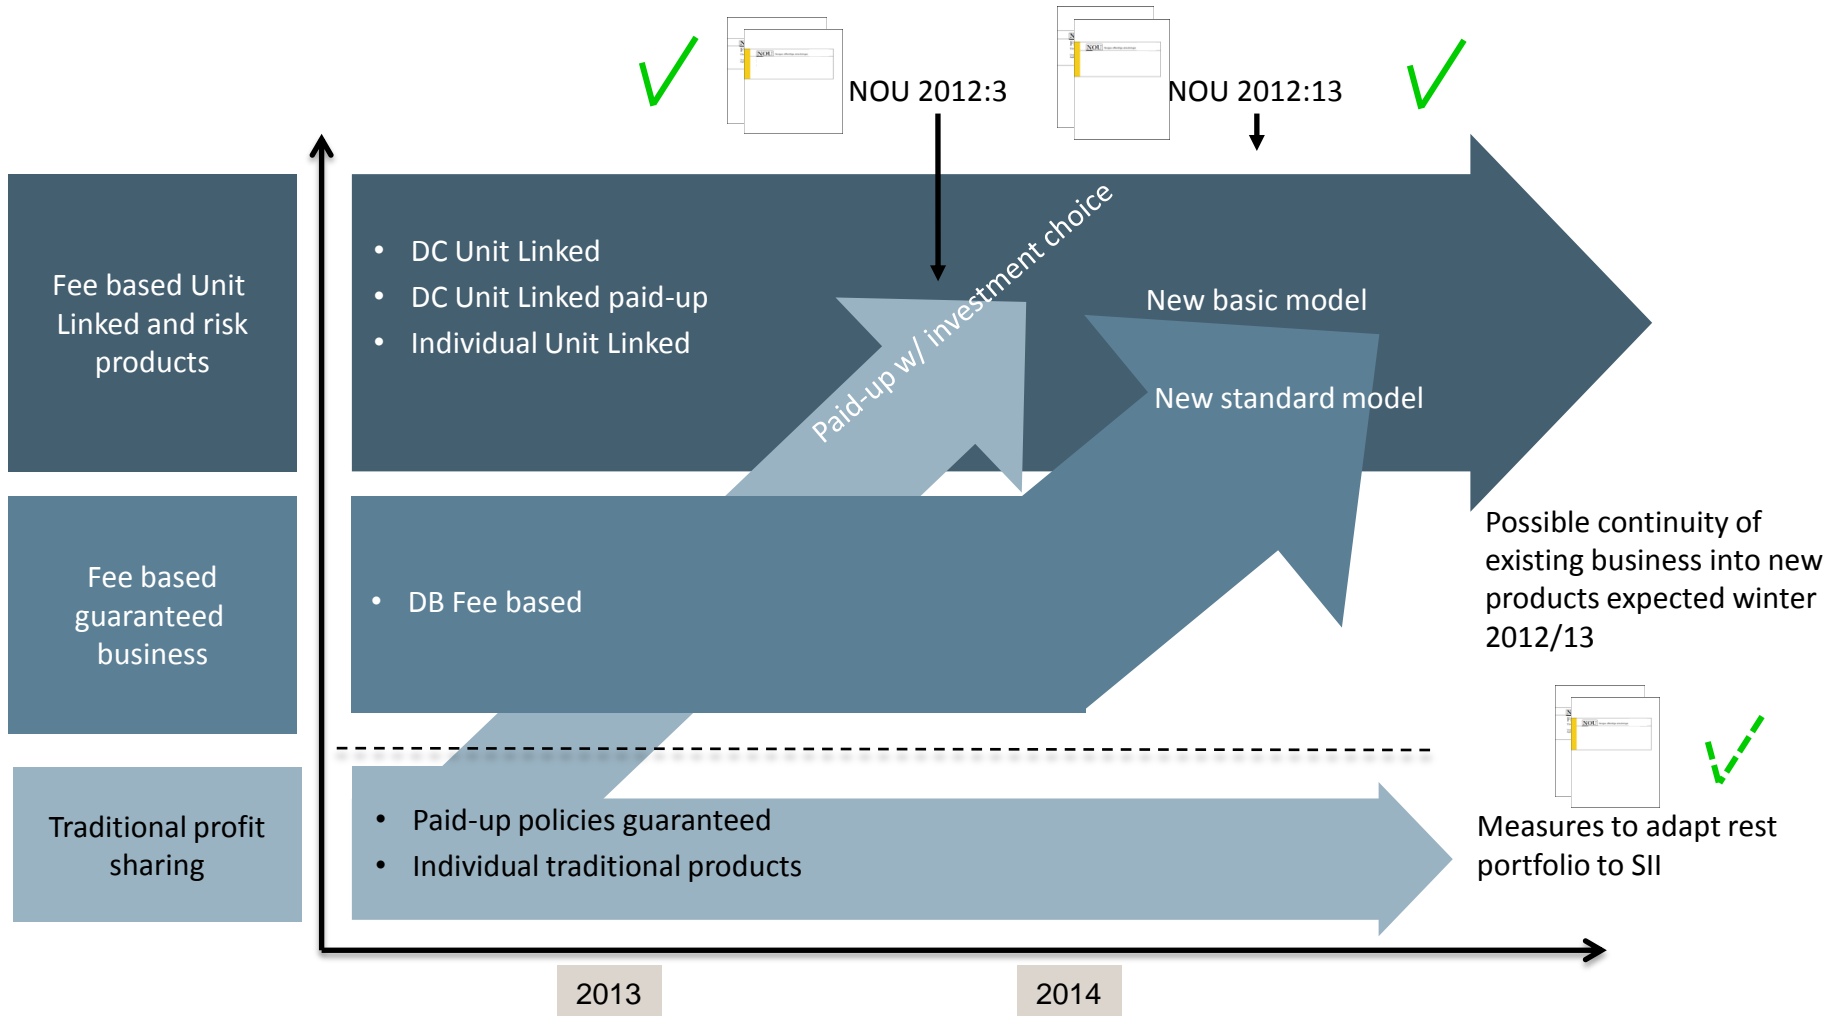 NOU
NOU 2012:3
NOU
NOU 2012:13
Fee based Unit
Linked and risk
products
• DC Unit Linked
• DC Unit Linked paid-up
• Individual Unit Linked
Paid-up w/ investment choice
New basic model
New standard model
Fee based
guaranteed
business
• DB Fee based
Possible continuity of
existing business into new
products expected winter
2012/13
NOU
Traditional profit
sharing
• Paid-up policies guaranteed
• Individual traditional products
Measures to adapt rest
portfolio to SII
2013
2014